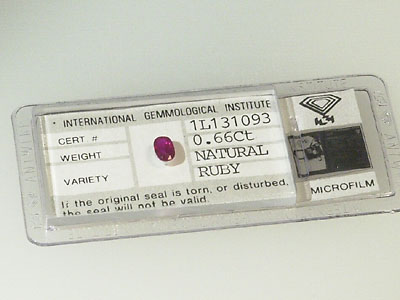 INTERNATIONAL GEMMOLOGICAL INSTITUTE
CERT. # 1L131093
WEIGHT 0.66Ct
VARIETY NATURAL
RUBY
If the original seal is torn, or disturbed,
the seal will not be valid.
MICROFILM